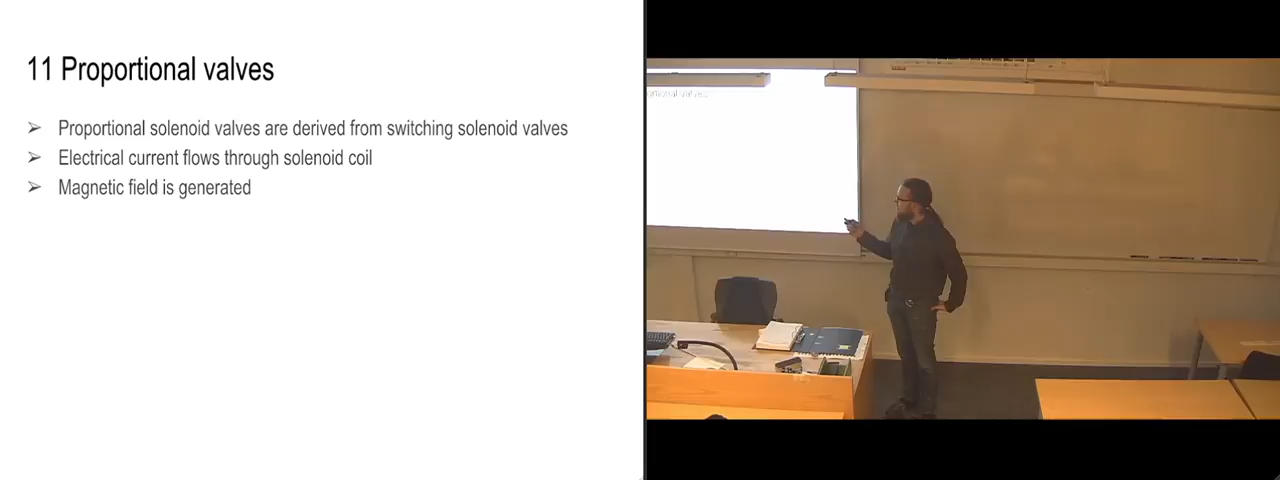 11 Proportional valves
➢ Proportional solenoid valves are derived from switching solenoid valves
➢ Electrical current flows through solenoid coil
➢ Magnetic field is generated